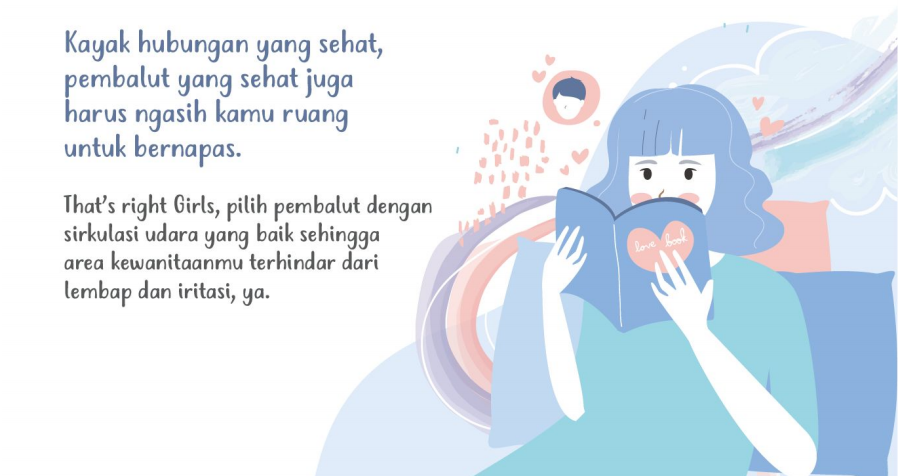 Kayak hubungan yang sehat,
pembalut yang sehat juga
harus ngasih kamu ruang
untuk bernapas.
That's right Girls, pilih pembalut dengan
sirkulasi udara yang baik sehingga
area kewanitaanmu terhindar dari
lembap dan iritasi, ya.
love book